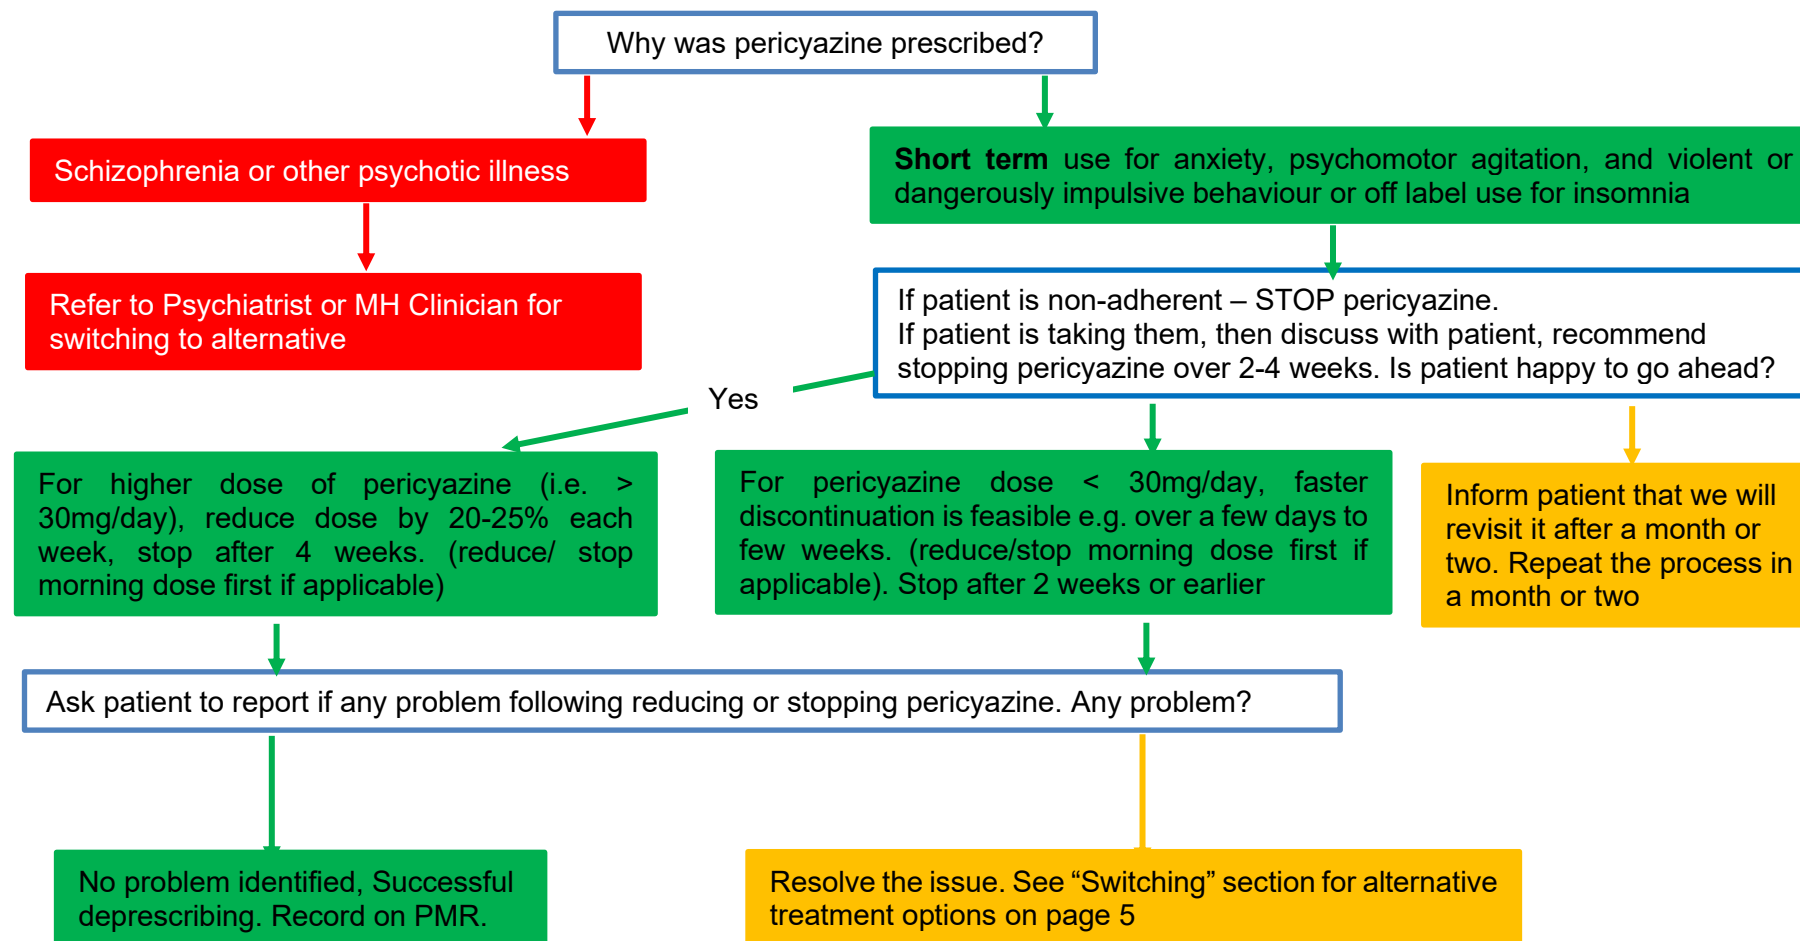 Why was pericyazine prescribed?
Schizophrenia or other psychotic illness
Short term use for anxiety, psychomotor agitation, and violent or
dangerously impulsive behaviour or off label use for insomnia
Refer to Psychiatrist or MH Clinician for
switching to alternative
If patient is non-adherent – STOP pericyazine.
If patient is taking them, then discuss with patient, recommend
stopping pericyazine over 2-4 weeks. Is patient happy to go ahead?
Yes
For higher dose of pericyazine (i.e. >
30mg/day), reduce dose by 20-25% each
week, stop after 4 weeks. (reduce/ stop
morning dose first if applicable)
For pericyazine dose < 30mg/day, faster
discontinuation is feasible e.g. over a few days to
few weeks. (reduce/stop morning dose first if
applicable). Stop after 2 weeks or earlier
Inform patient that we will
revisit it after a month or
two. Repeat the process in
a month or two
Ask patient to report if any problem following reducing or stopping pericyazine. Any problem?
No problem identified, Successful
deprescribing. Record on PMR.
Resolve the issue. See “Switching” section for alternative
treatment options on page 5